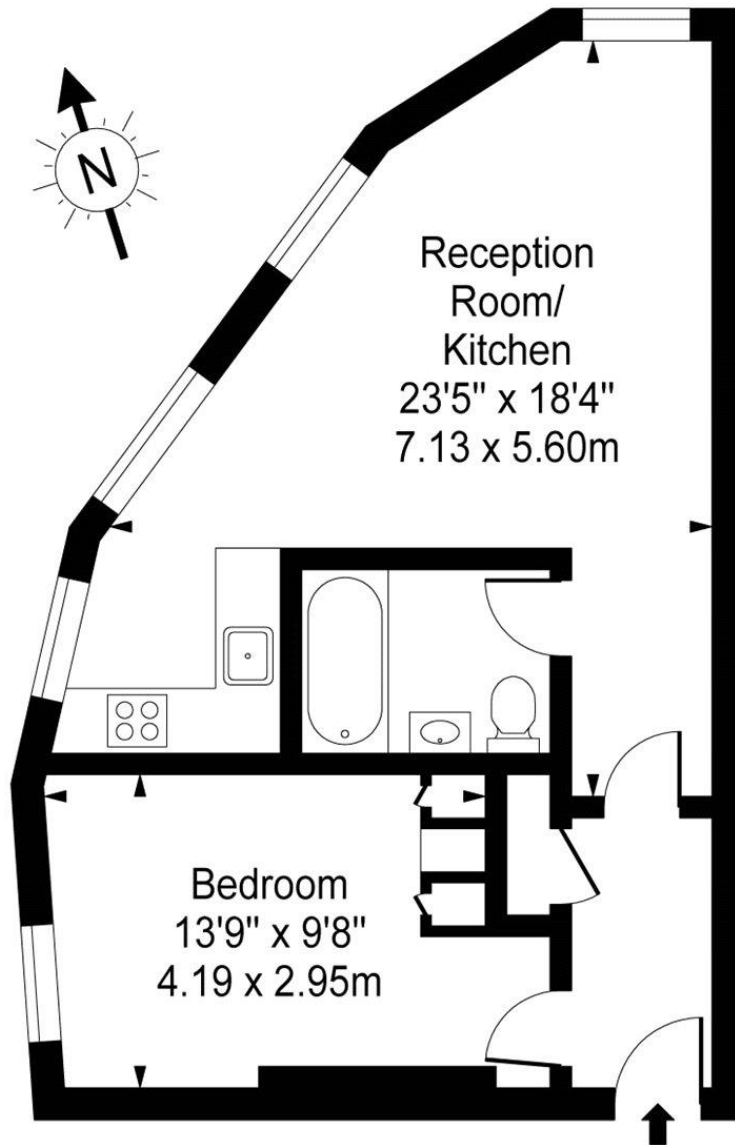 N
Reception
Room/
Kitchen
23'5" x 18'4"
7.13 x 5.60m
Bedroom
13'9" x 9'8"
4.19 x 2.95m